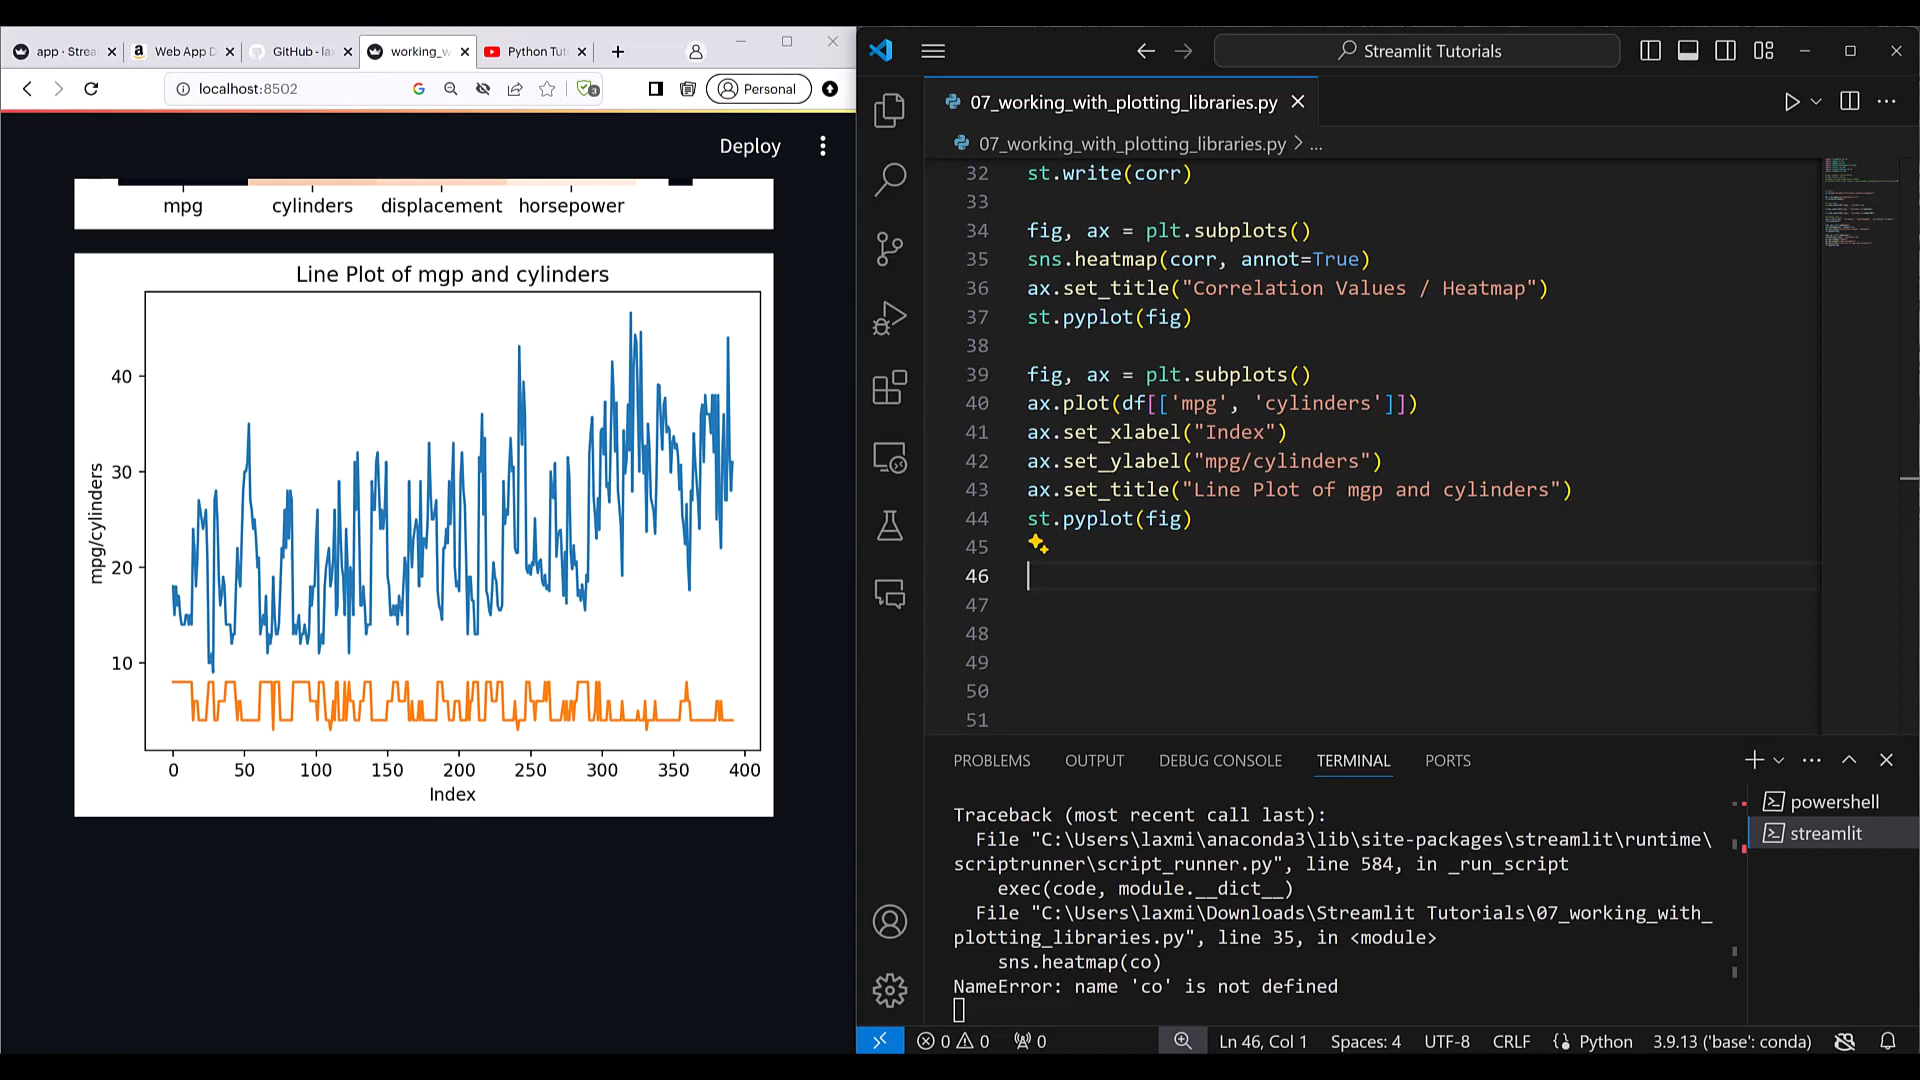 app · Strea
Web App D
GitHub - la
working_w
Python Tut
localhost:8502
3
Personal
Deploy
mpg cylinders displacement horsepower
Line Plot of mgp and cylinders
40
30
20
10
mpg/cylinders
0 50 100 150 200 250 300 350 400
Index
Streamlit Tutorials
07_working_with_plotting_libraries.py
07_working_with_plotting_libraries.py > ...
32 st.write(corr)
33
34 fig, ax = plt.subplots()
35 sns.heatmap(corr, annot=True)
36 ax.set_title("Correlation Values / Heatmap")
37 st.pyplot(fig)
38
39 fig, ax = plt.subplots()
40 ax.plot(df[['mpg', 'cylinders']])
41 ax.set_xlabel("Index")
42 ax.set_ylabel("mpg/cylinders")
43 ax.set_title("Line Plot of mgp and cylinders")
44 st.pyplot(fig)
45
46
47
48
49
50
51
PROBLEMS OUTPUT DEBUG CONSOLE TERMINAL PORTS
Traceback (most recent call last):
File "C:\Users\laxmi\anaconda3\lib\site-packages\streamlit\runtime\
scriptrunner\script_runner.py", line 584, in _run_script
exec(code, module.__dict__)
File "C:\Users\laxmi\Downloads\Streamlit Tutorials\07_working_with_
plotting_libraries.py", line 35, in <module>
sns.heatmap(co)
NameError: name 'co' is not defined
powershell
streamlit
0 0 0 Ln 46, Col 1 Spaces: 4 UTF-8 CRLF Python 3.9.13 ('base': conda)